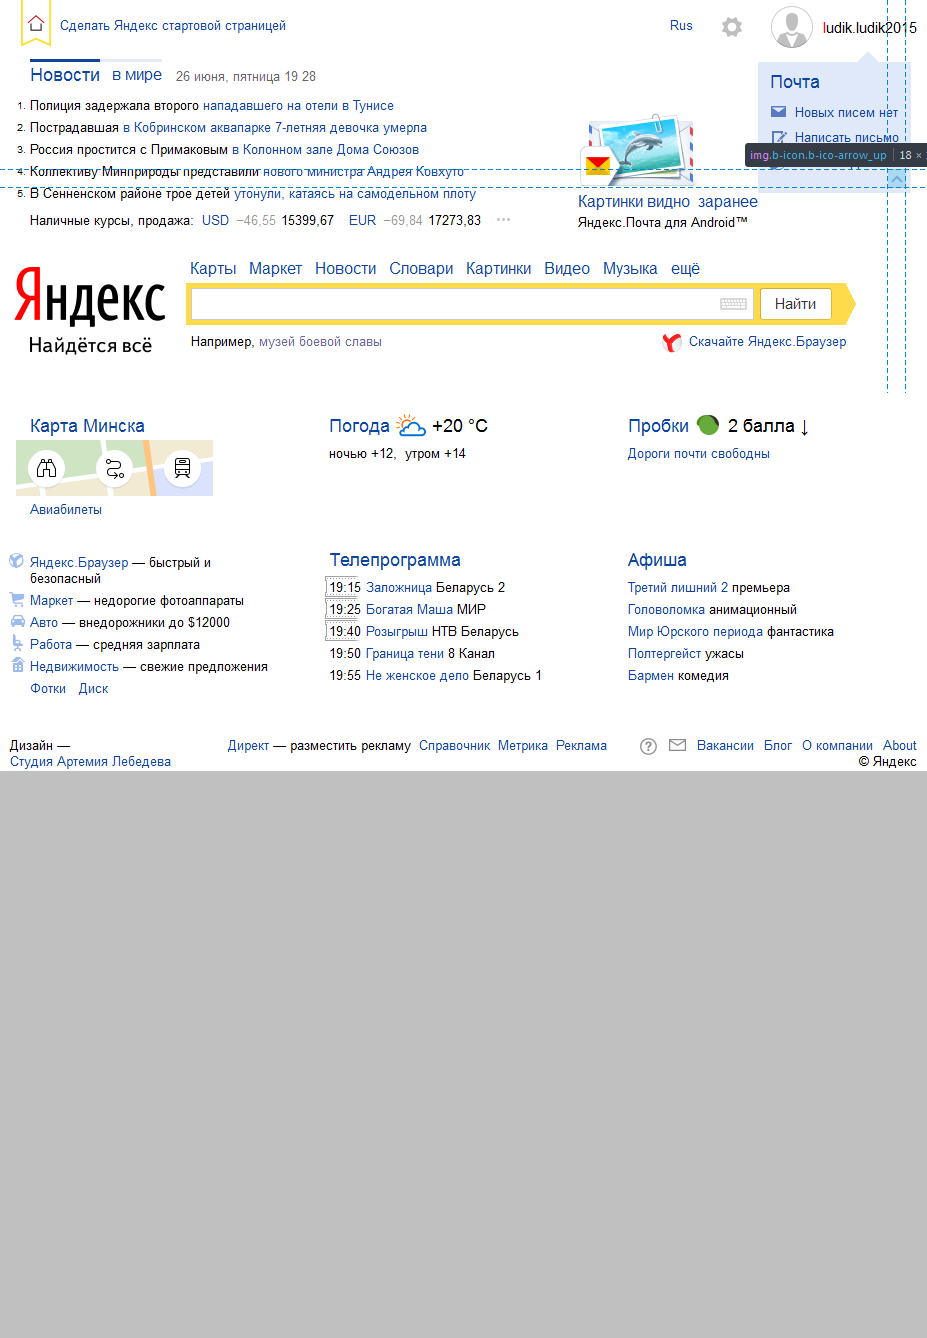 Сделать Яндекс стартовой страницей
Rus
ludik.ludik2015
Новости в мире 26 июня, пятница 19 28
1. Полиция задержала второго нападавшего на отели в Тунисе
2. Пострадавшая в Кобринском аквапарке 7-летняя девочка умерла
3. Россия простится с Примаковым в Колонном зале Дома Союзов
4. Коллективу Минприроды представили нового министра Андрея Ковхуто
5. В Сенненском районе трое детей утонули, катаясь на самодельном плоту
Наличные курсы, продажа: USD −46,55 15399,67 EUR −69,84 17273,83
Картинки видно заранее
Яндекс.Почта для Android™
Почта
Новых писем нет
Написать письмо
img.b-icon.b-ico-arrow_up | 18 ×
Карты Маркет Новости Словари Картинки Видео Музыка ещё
Яндекс
Найдётся всё
Найти
Например, музей боевой славы
Скачайте Яндекс.Браузер
Карта Минска
Авиабилеты
Погода +20 °C
ночью +12, утром +14
Пробки 2 балла ↓
Дороги почти свободны
Яндекс.Браузер — быстрый и
безопасный
Маркет — недорогие фотоаппараты
Авто — внедорожники до $12000
Работа — средняя зарплата
Недвижимость — свежие предложения
Фотки Диск
Телепрограмма
19:15 Заложница Беларусь 2
19:25 Богатая Маша МИР
19:40 Розыгрыш НТВ Беларусь
19:50 Граница тени 8 Канал
19:55 Не женское дело Беларусь 1
Афиша
Третий лишний 2 премьера
Головоломка анимационный
Мир Юрского периода фантастика
Полтергейст ужасы
Бармен комедия
Дизайн —
Студия Артемия Лебедева
Директ — разместить рекламу Справочник Метрика Реклама
Вакансии Блог О компании About
© Яндекс